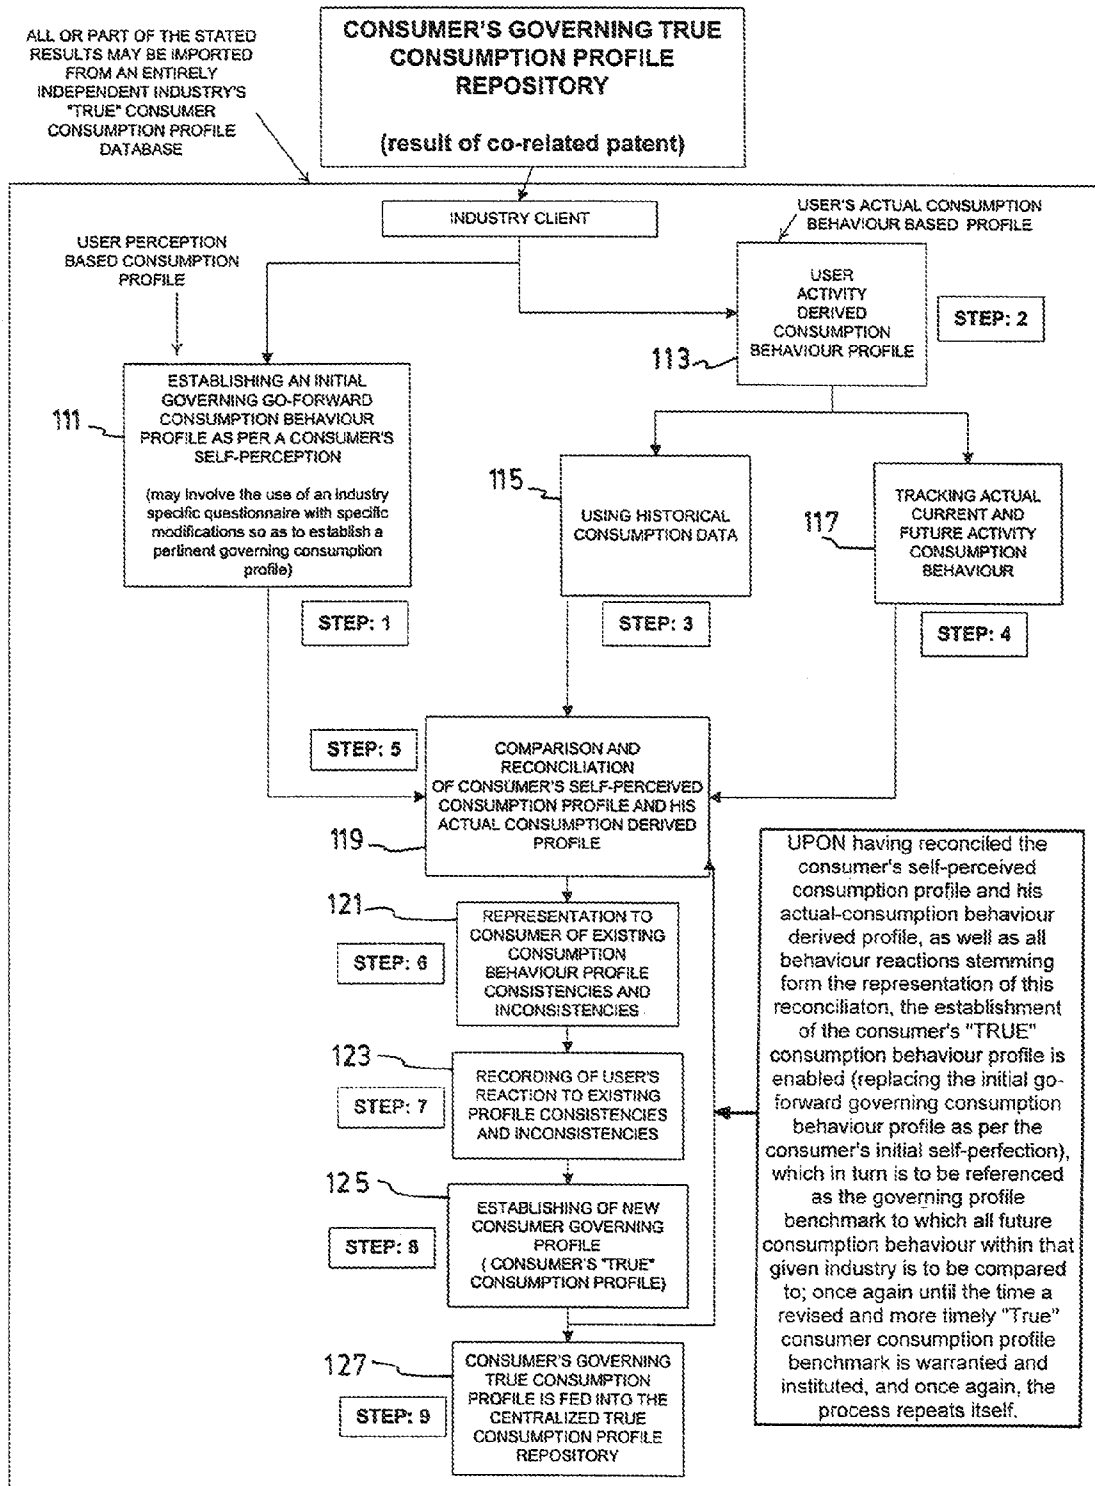 ALL OR PART OF THE STATED
RESULTS MAY BE IMPORTED
FROM AN ENTIRELY
INDEPENDENT INDUSTRY'S
"TRUE" CONSUMER
CONSUMPTION PROFILE
DATABASE
CONSUMER'S GOVERNING TRUE
CONSUMPTION PROFILE
REPOSITORY
(result of co-related patent)
INDUSTRY CLIENT
USER'S ACTUAL CONSUMPTION
BEHAVIOUR BASED PROFILE
USER PERCEPTION
BASED CONSUMPTION
PROFILE
USER
ACTIVITY
DERIVED
CONSUMPTION
BEHAVIOUR PROFILE
STEP: 2
113
111
ESTABLISHING AN INITIAL
GOVERNING GO-FORWARD
CONSUMPTION BEHAVIOUR
PROFILE AS PER A CONSUMER'S
SELF-PERCEPTION
(may involve the use of an industry
specific questionnaire with specific
modifications so as to establish a
pertinent governing consumption
profile)
STEP: 1
115
USING HISTORICAL
CONSUMPTION DATA
STEP: 3
117
TRACKING ACTUAL
CURRENT AND
FUTURE ACTIVITY
CONSUMPTION
BEHAVIOUR
STEP: 4
STEP: 5
COMPARISON AND
RECONCILIATION
OF CONSUMER'S SELF-PERCEIVED
CONSUMPTION PROFILE AND HIS
ACTUAL CONSUMPTION DERIVED
PROFILE
119
121
REPRESENTATION TO
CONSUMER OF EXISTING
CONSUMPTION
BEHAVIOUR PROFILE
CONSISTENCIES AND
INCONSISTENCIES
STEP: 6
123
RECORDING OF USER'S
REACTION TO EXISTING
PROFILE CONSISTENCIES
AND INCONSISTENCIES
STEP: 7
125
ESTABLISHING OF NEW
CONSUMER GOVERNING
PROFILE
( CONSUMER'S "TRUE"
CONSUMPTION PROFILE)
STEP: 8
127
CONSUMER'S GOVERNING
TRUE CONSUMPTION
PROFILE IS FED INTO THE
CENTRALIZED TRUE
CONSUMPTION PROFILE
REPOSITORY
STEP: 9
UPON having reconciled the
consumer's self-perceived
consumption profile and his
actual-consumption behaviour
derived profile, as well as all
behaviour reactions stemming
form the representation of this
reconciliaton, the establishment
of the consumer's "TRUE"
consumption behaviour profile is
enabled (replacing the initial go-
forward governing consumption
behaviour profile as per the
consumer's initial self-perfection),
which in turn is to be referenced
as the governing profile
benchmark to which all future
consumption behaviour within that
given industry is to be compared
to; once again until the time a
revised and more timely "True"
consumer consumption profile
benchmark is warranted and
instituted, and once again, the
process repeats itself.